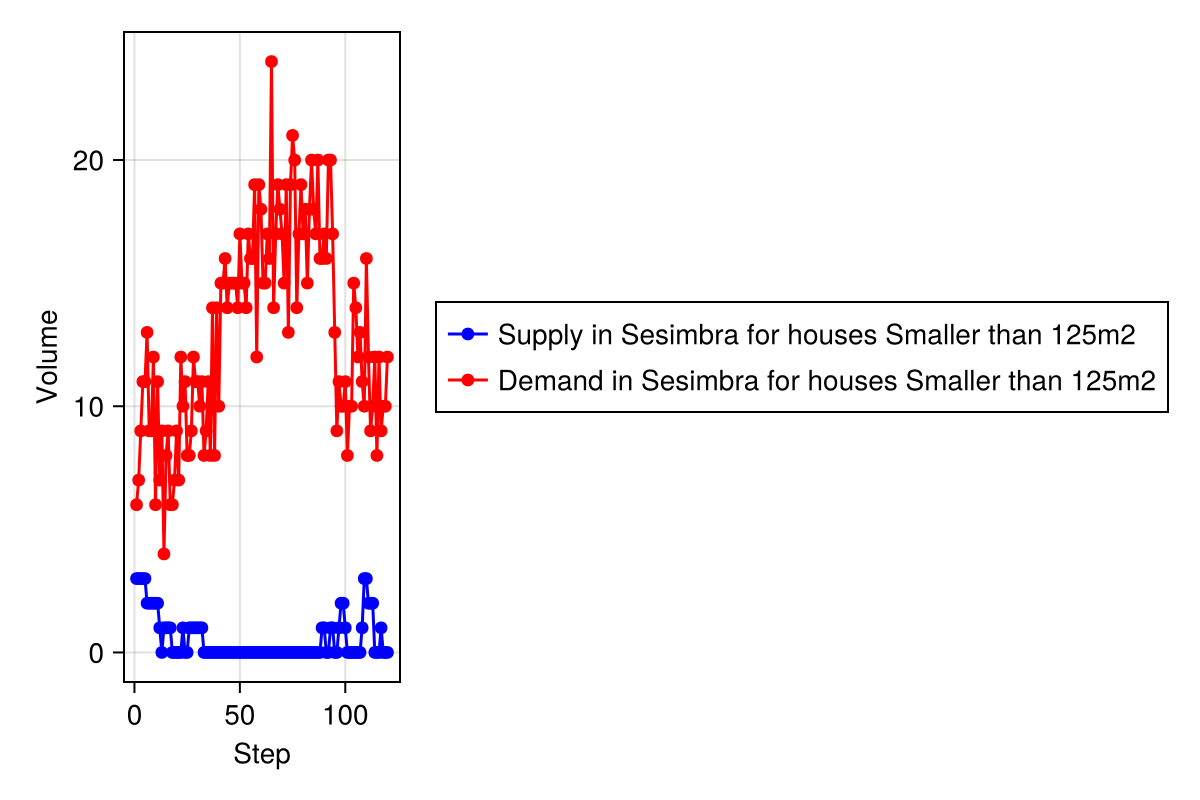 Volume
20
10
0
0 50 100
Step
Supply in Sesimbra for houses Smaller than 125m2
Demand in Sesimbra for houses Smaller than 125m2